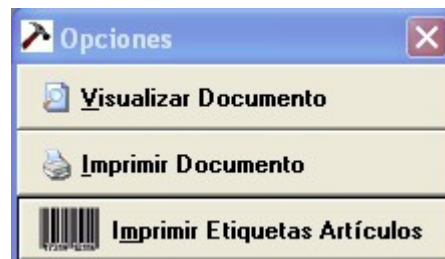 Opciones
Visualizar Documento
Imprimir Documento
Imprimir Etiquetas Artículos